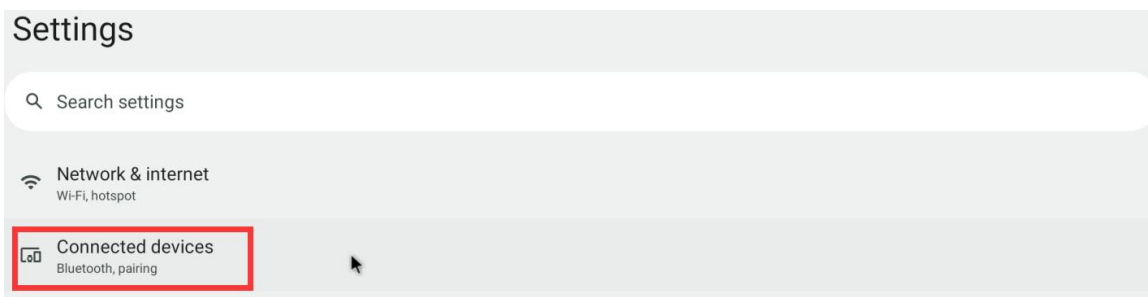 Settings
Search settings
Network & internet
Wi-Fi, hotspot
Connected devices
Bluetooth, pairing